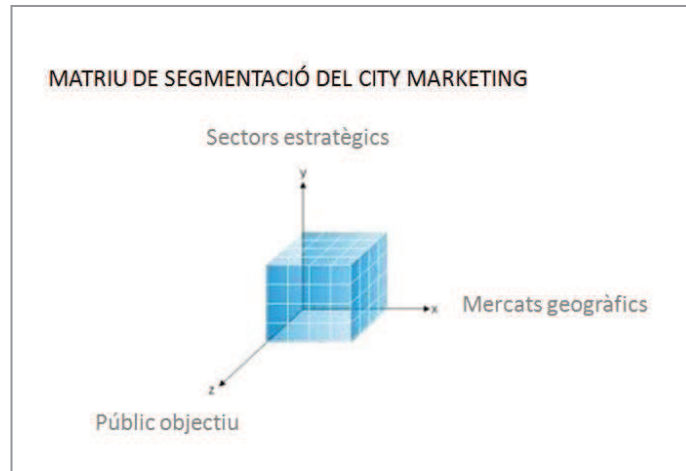 MATRIU DE SEGMENTACIÓ DEL CITY MARKETING
Sectors estratègics
y
Mercats geogràfics
x
z
Públic objectiu